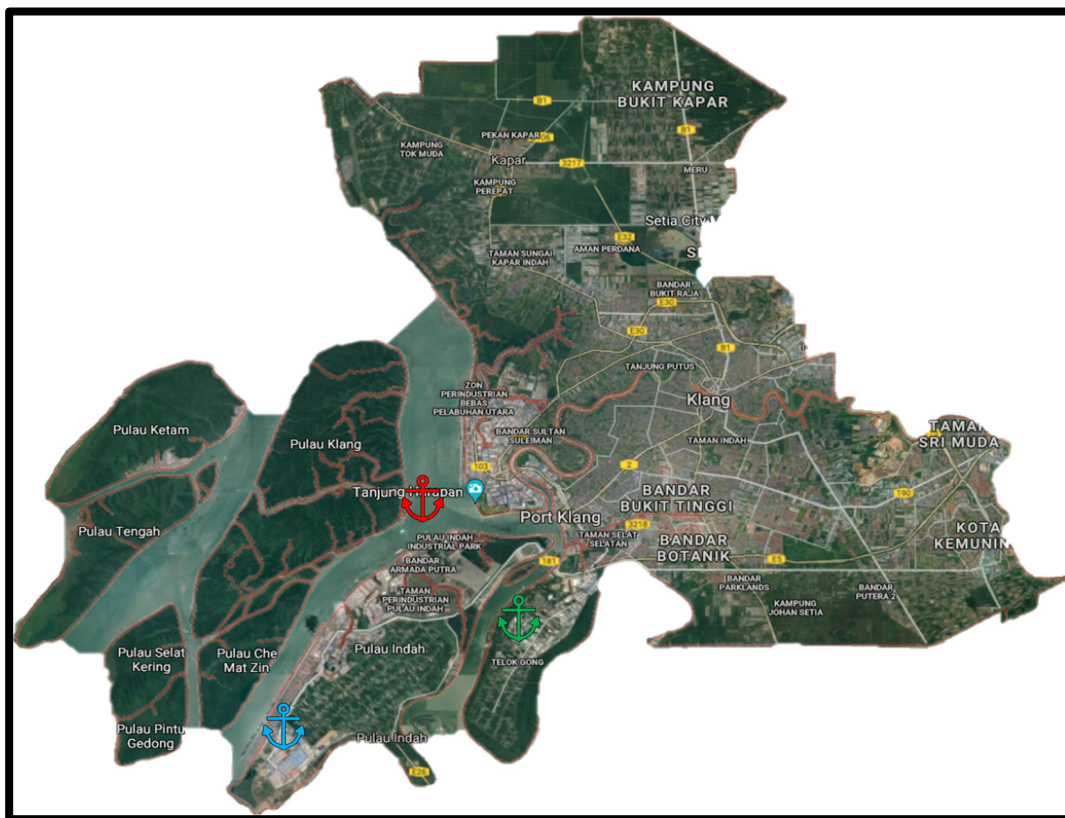 KAMPUNG
BUKIT KAPAR
B1
B1
PEKAN KAPAR
KAMPUNG
TOK MUDA
Kapar
3217
MERU
KAMPUNG
PEREPAT
Setia City
E32
AMAN PERDANA
TAMAN SUNGAI
KAPAR INDAH
BANDAR
BUKIT RAJA
E30
E30
B1
TANJUNG PUTUS
ZON
PERINDUSTRIAN
BEBAS
PELABUHAN UTARA
Klang
Pulau Ketam
Pulau Klang
BANDAR SULTAN
SULEIMAN
TAMAN INDAH
TAMAN
SRI MUDA
2
103
190
Tanjung Harapan
BANDAR
BUKIT TINGGI
Port Klang
3218
Pulau Tengah
PULAU INDAH
INDUSTRIAL PARK
TAMAN SELAT
SELATAN
BANDAR
BOTANIK
KOTA
KEMUNIN
BANDAR
ARMADA PUTRA
181
E5
BANDAR
PARKLANDS
BANDAR
PUTERA 2
TAMAN
PERINDUSTRIAN
PULAU INDAH
KAMPUNG
JOHAN SETIA
Pulau Selat
Kering
Pulau Che
Mat Zin
Pulau Indah
TELOK GONG
Pulau Pintu
Gedong
Pulau Indah
E26